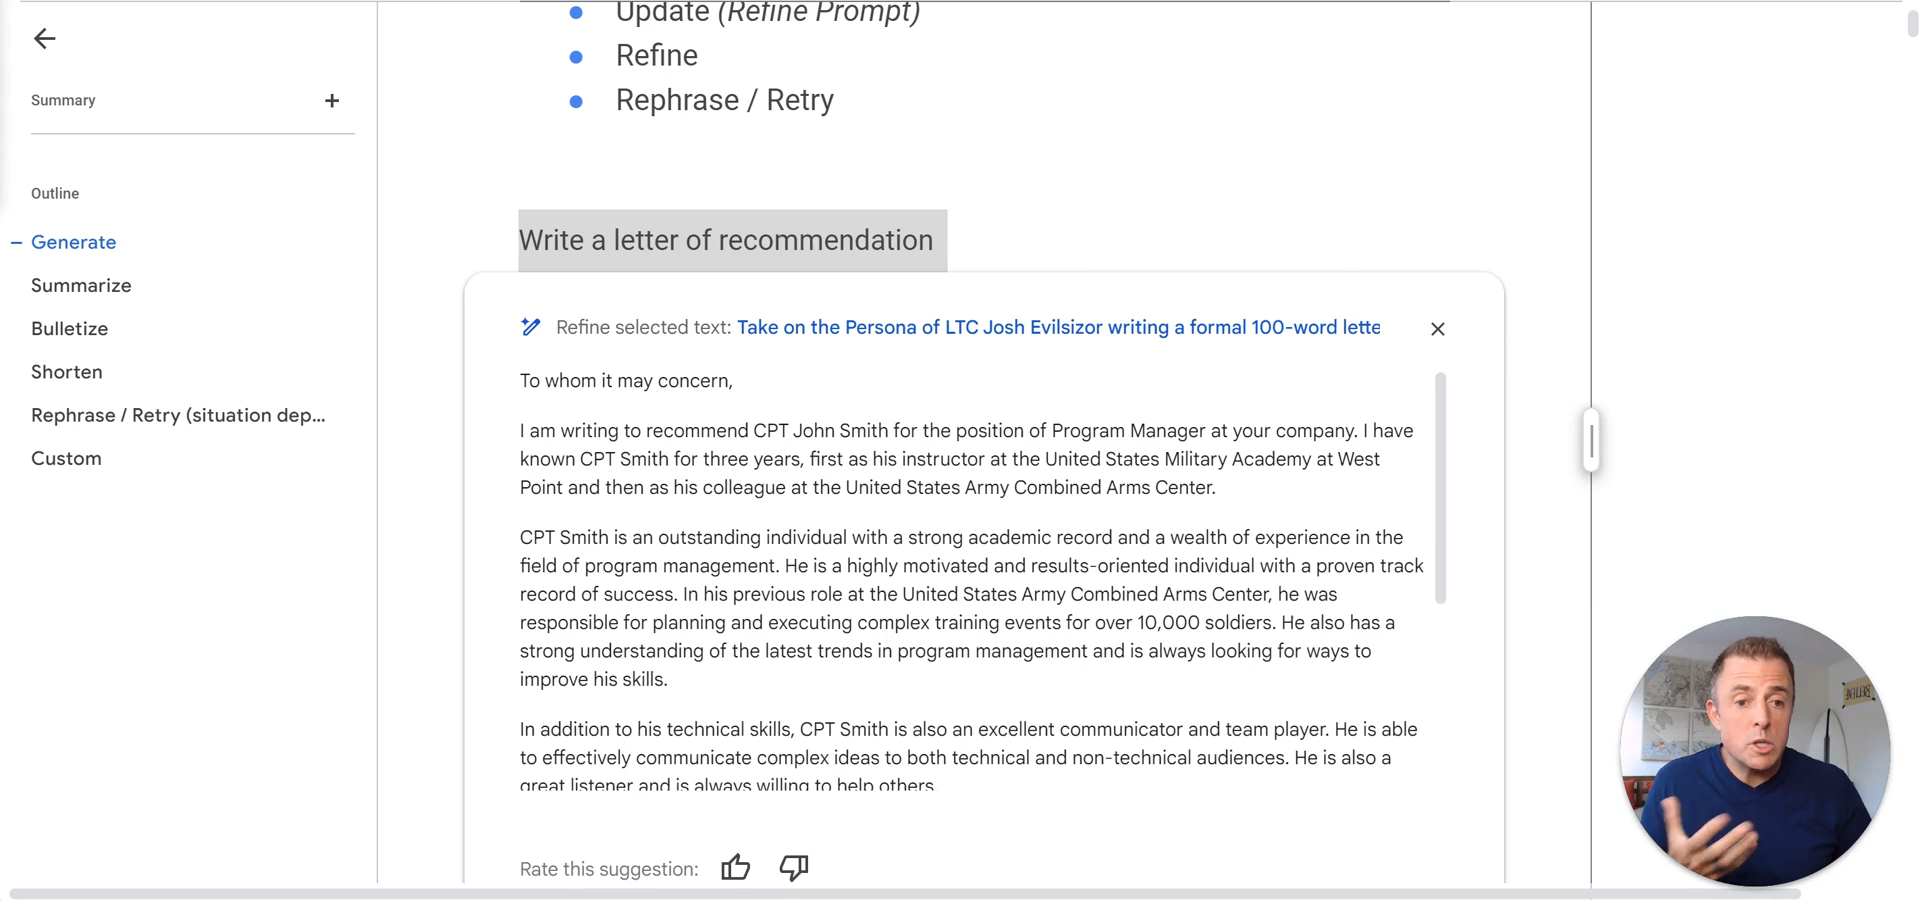 Update (Refine Prompt)
Refine
Rephrase / Retry
Summary
Outline
Generate
Summarize
Bulletize
Shorten
Rephrase / Retry (situation dep...
Custom
Write a letter of recommendation
Refine selected text: Take on the Persona of LTC Josh Evilsizor writing a formal 100-word lette
To whom it may concern,
I am writing to recommend CPT John Smith for the position of Program Manager at your company. I have
known CPT Smith for three years, first as his instructor at the United States Military Academy at West
Point and then as his colleague at the United States Army Combined Arms Center.
CPT Smith is an outstanding individual with a strong academic record and a wealth of experience in the
field of program management. He is a highly motivated and results-oriented individual with a proven track
record of success. In his previous role at the United States Army Combined Arms Center, he was
responsible for planning and executing complex training events for over 10,000 soldiers. He also has a
strong understanding of the latest trends in program management and is always looking for ways to
improve his skills.
In addition to his technical skills, CPT Smith is also an excellent communicator and team player. He is able
to effectively communicate complex ideas to both technical and non-technical audiences. He is also a
great listener and is always willing to help others.
Rate this suggestion: